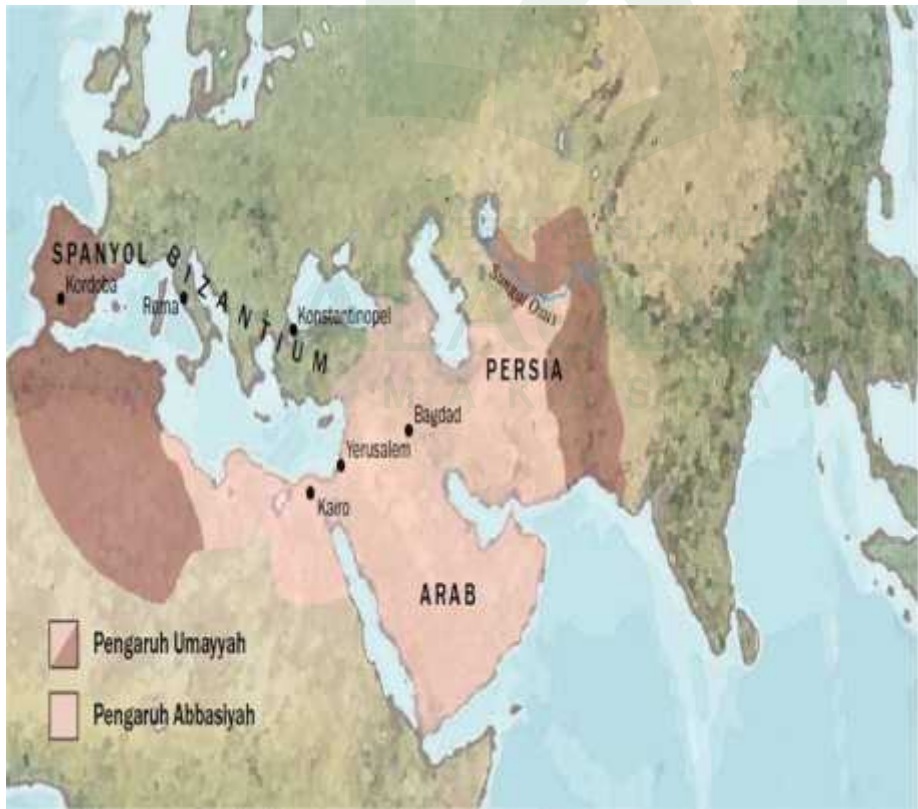 SPANYOL
BIZANTIUM
Kordoba
Roma
Konstantinopel
Sungai Oxus
PERSIA
Bagdad
Yerusalem
Kairo
ARAB
Pengaruh Umayyah
Pengaruh Abbasiyah